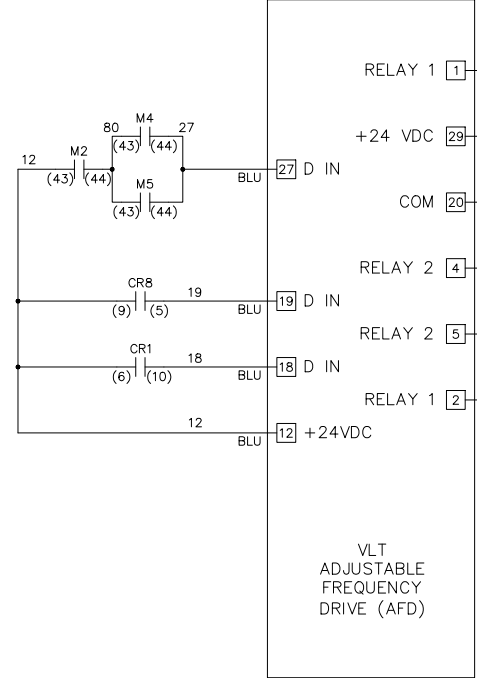 RELAY 1 1
M4
80 27
(43) (44)
+24 VDC 29
M2
12
(43) (44)
27 D IN
BLU
M5
(43) (44)
COM 20
RELAY 2 4
CR8
19
(9) (5)
19 D IN
BLU
RELAY 2 5
CR1
18
(6) (10)
18 D IN
BLU
RELAY 1 2
12
12 +24VDC
BLU
VLT
ADJUSTABLE
FREQUENCY
DRIVE (AFD)